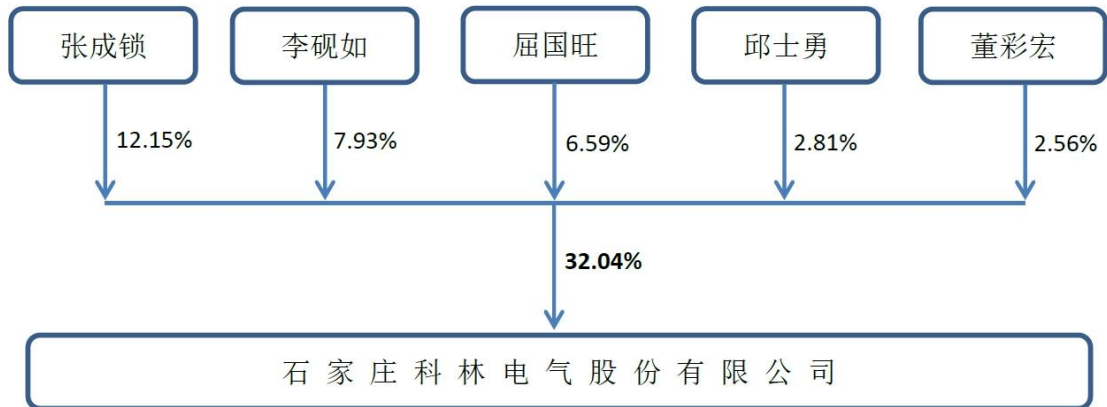 张成锁 李砚如 屈国旺 邱士勇 董彩宏
12.15% 7.93% 6.59% 2.81% 2.56%
32.04%
石家庄科林电气股份有限公司